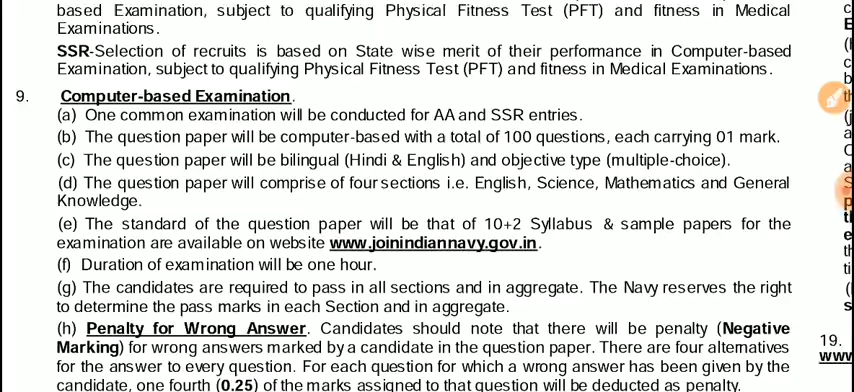 based Examination, subject to qualifying Physical Fitness Test (PFT) and fitness in Medical
Examinations.
SSR-Selection of recruits is based on State wise merit of their performance in Computer-based
Examination, subject to qualifying Physical Fitness Test (PFT) and fitness in Medical Examinations.
9. Computer-based Examination.
(a) One common examination will be conducted for AA and SSR entries.
(b) The question paper will be computer-based with a total of 100 questions, each carrying 01 mark.
(c) The question paper will be bilingual (Hindi & English) and objective type (multiple-choice).
(d) The question paper will comprise of four sections i.e. English, Science, Mathematics and General
Knowledge.
(e) The standard of the question paper will be that of 10+2 Syllabus & sample papers for the
examination are available on website www.joinindiannavy.gov.in.
(f) Duration of examination will be one hour.
(g) The candidates are required to pass in all sections and in aggregate. The Navy reserves the right
to determine the pass marks in each Section and in aggregate.
(h) Penalty for Wrong Answer. Candidates should note that there will be penalty (Negative
Marking) for wrong answers marked by a candidate in the question paper. There are four alternatives
for the answer to every question. For each question for which a wrong answer has been given by the
candidate, one fourth (0.25) of the marks assigned to that question will be deducted as penalty.
19.
www